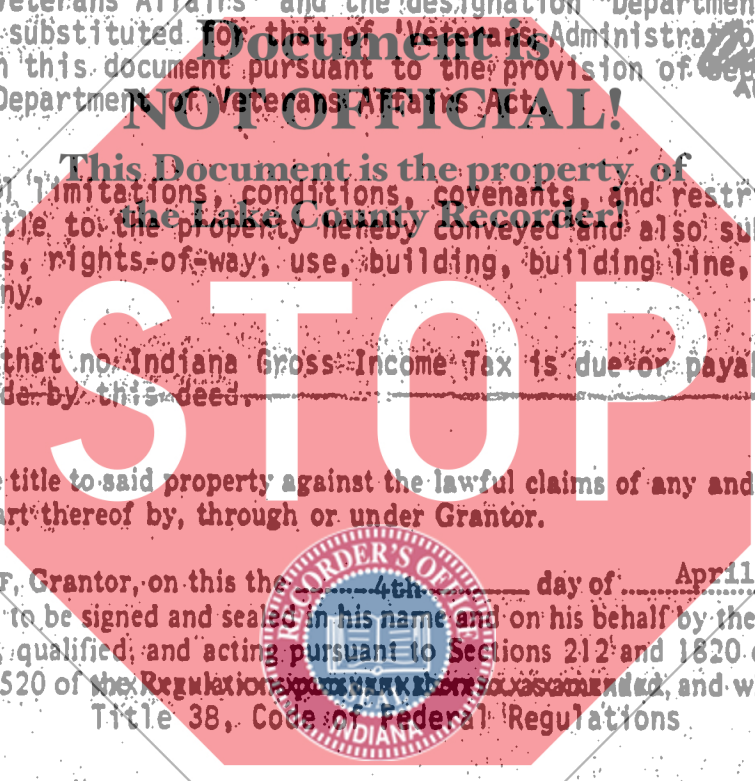 Veterans Affairs" and the designation "Department
substituted for that of 'Veterans Administration
this document pursuant to the provision of
Department of Veterans Affairs Act.
Document is
NOT OFFICIAL!
This Document is the property of
the Lake County Recorder!
limitations, conditions, covenants, and restr
tle to the property hereby conveyed and also su
s, rights-of-way, use, building, building line,
ny.
STOP
that no Indiana Gross Income Tax is due or payal
de by this deed.
title to said property against the lawful claims of any and
art thereof by, through or under Grantor.
F, Grantor, on this the 4th day of April
to be signed and sealed in his name and on his behalf by the
qualified and acting pursuant to Sections 212 and 1820
520 of the Regulation and w
Title 38, Code of Federal Regulations
RECORDER'S OFFICE
SEAL
INDIANA